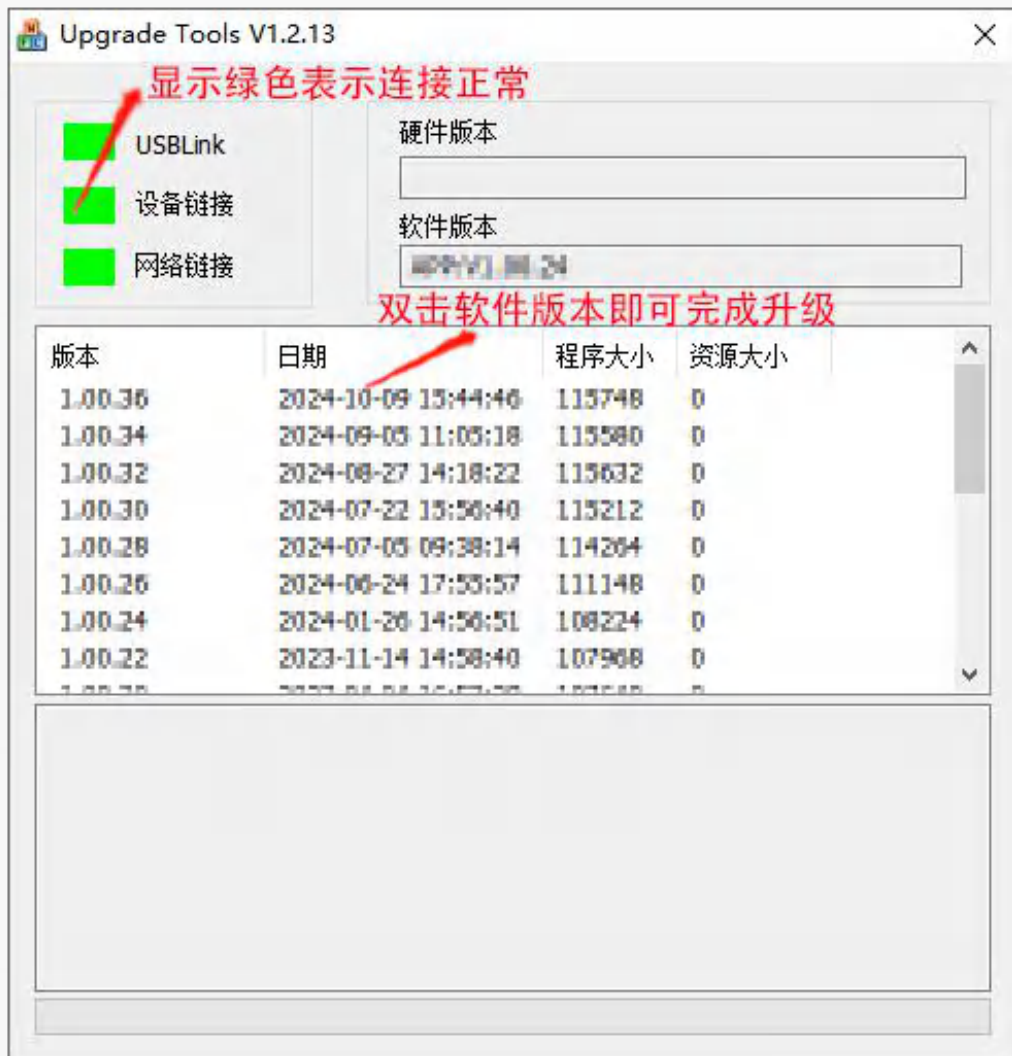 Upgrade Tools V1.2.13
显示绿色表示连接正常
USBLink
设备链接
网络链接
硬件版本
软件版本
APP:V1.00.24
双击软件版本即可完成升级
版本 日期 程序大小 资源大小
1.00.36 2024-10-09 15:44:46 115748 0
1.00.34 2024-09-05 11:05:18 115580 0
1.00.32 2024-08-27 14:18:22 115632 0
1.00.30 2024-07-22 15:56:40 115212 0
1.00.28 2024-07-05 09:38:14 114264 0
1.00.26 2024-06-24 17:55:57 111148 0
1.00.24 2024-01-26 14:56:51 108224 0
1.00.22 2023-11-14 14:58:40 107968 0